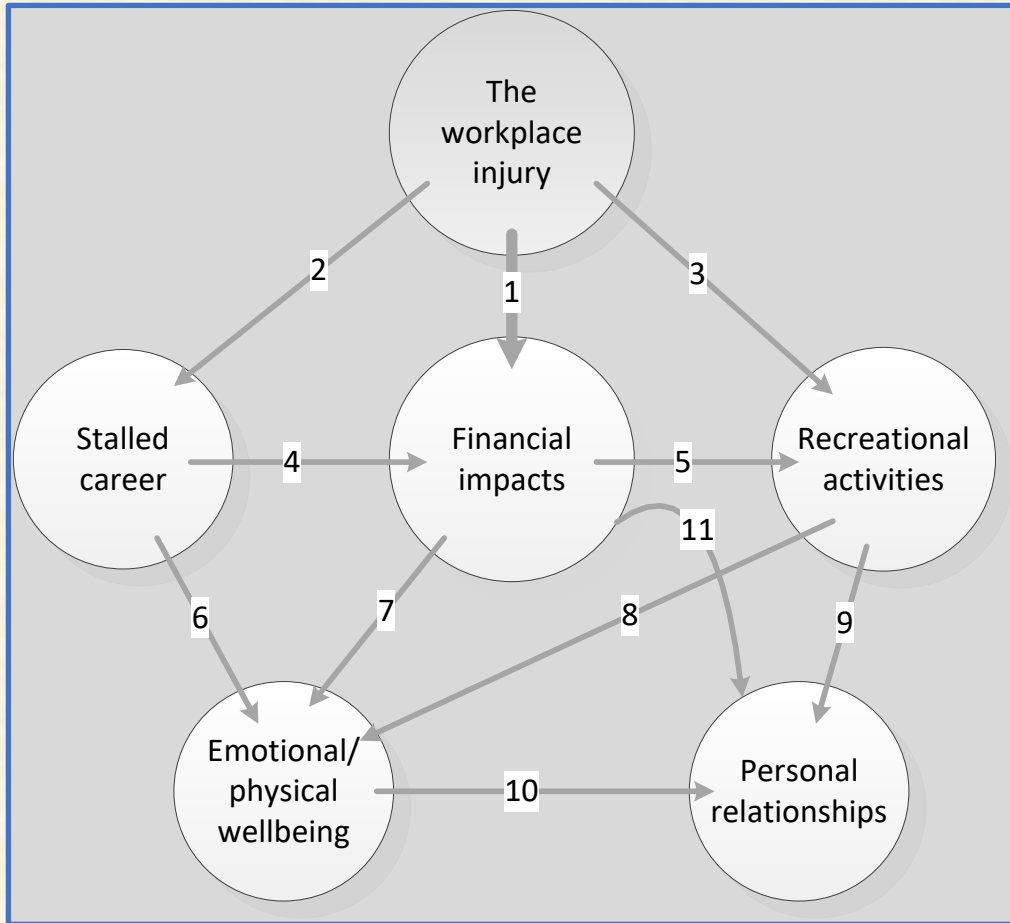 The
workplace
injury
2
1
3
Stalled
career
4
Financial
impacts
5
Recreational
activities
11
6
7
8
9
Emotional/
physical
wellbeing
10
Personal
relationships